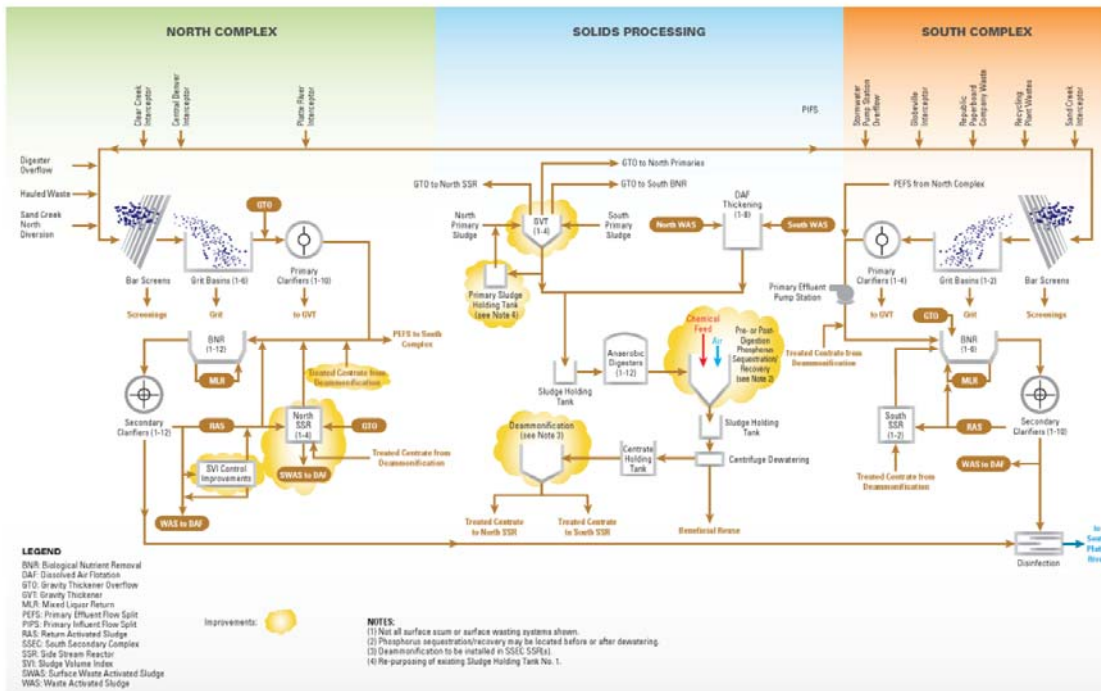 NORTH COMPLEX
SOLIDS PROCESSING
SOUTH COMPLEX
Clear Creek
Interceptor
Central Denver
Interceptor
Platte River
Interceptor
PIFS
Stormwater
Pump Station
Overflow
Globeville
Interceptor
Republic
Paperboard
Company Waste
Recycling
Plant Wastes
Sand Creek
Interceptor
Digester
Overflow
Hauled Waste
Sand Creek
North
Diversion
GTO
Bar Screens
Grit Basins (1-6)
Primary
Clarifiers (1-10)
Screenings
Grit
to GVT
BNR
(1-12)
MLR
PEFS to South
Complex
Treated Centrate from
Deammonification
Secondary
Clarifiers (1-12)
RAS
North
SSR
(1-4)
GTO
Treated Centrate from
Deammonification
SVI Control
Improvements
SWAS to DAF
WAS to DAF
GTO to North Primaries
GTO to North SSR
GTO to South BNR
North
Primary
Sludge
GVT
(1-4)
South
Primary
Sludge
DAF
Thickening
(1-8)
North WAS
South WAS
Primary Sludge
Holding Tank
(see Note 4)
Sludge Holding
Tank
Anaerobic
Digesters
(1-12)
Chemical
Feed
Air
Pre- or Post-
Digestion
Phosphorus
Sequestration/
Recovery
(see Note 2)
Sludge Holding
Tank
Deammonification
(see Note 3)
Centrate
Holding
Tank
Centrifuge Dewatering
Treated Centrate
to North SSR
Treated Centrate
to South SSR
Beneficial Reuse
PEFS from North Complex
Primary
Clarifiers (1-4)
Grit Basins (1-2)
Bar Screens
Primary Effluent
Pump Station
to GVT
Grit
Screenings
GTO
Treated Centrate from
Deammonification
BNR
MLR
South
SSR
(1-2)
RAS
Secondary
Clarifiers (1-10)
Treated Centrate from
Deammonification
WAS to DAF
Disinfection
LEGEND
BNR: Biological Nutrient Removal
DAF: Dissolved Air Flotation
GTO: Gravity Thickener Overflow
GVT: Gravity Thickener
MLR: Mixed Liquor Return
PEFS: Primary Effluent Flow Split
PIPS: Primary Influent Flow Split
RAS: Return Activated Sludge
SSEC: South Secondary Complex
SSR: Side Stream Reactor
SVI: Sludge Volume Index
SWAS: Surface Waste Activated Sludge
WAS: Waste Activated Sludge
Improvements:
NOTES:
(1) Not all surface scum or surface wasting systems shown.
(2) Phosphorus sequestration/recovery may be located before or after dewatering.
(3) Deammonification to be installed in SSEC SSR(s).
(4) Re-purposing of existing Sludge Holding Tank No. 1.